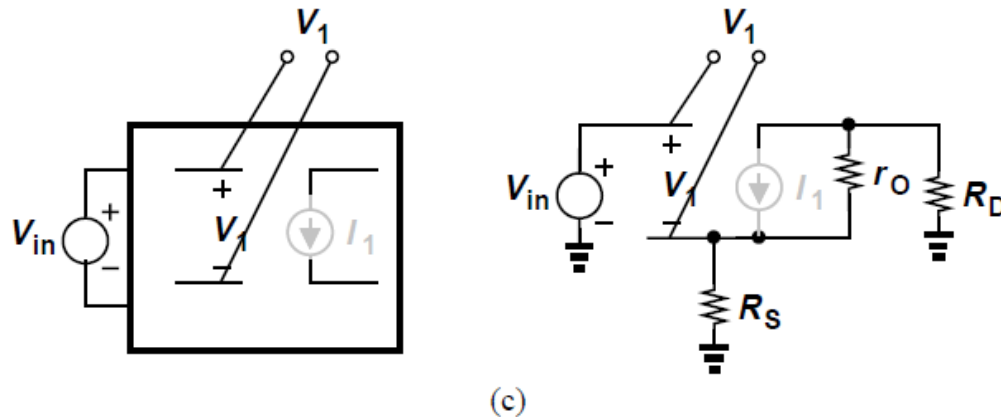 V1 V1
+ V1 − I1
Vin + −
Vin + −
+ V1 − I1 rO RD
RS
(c)